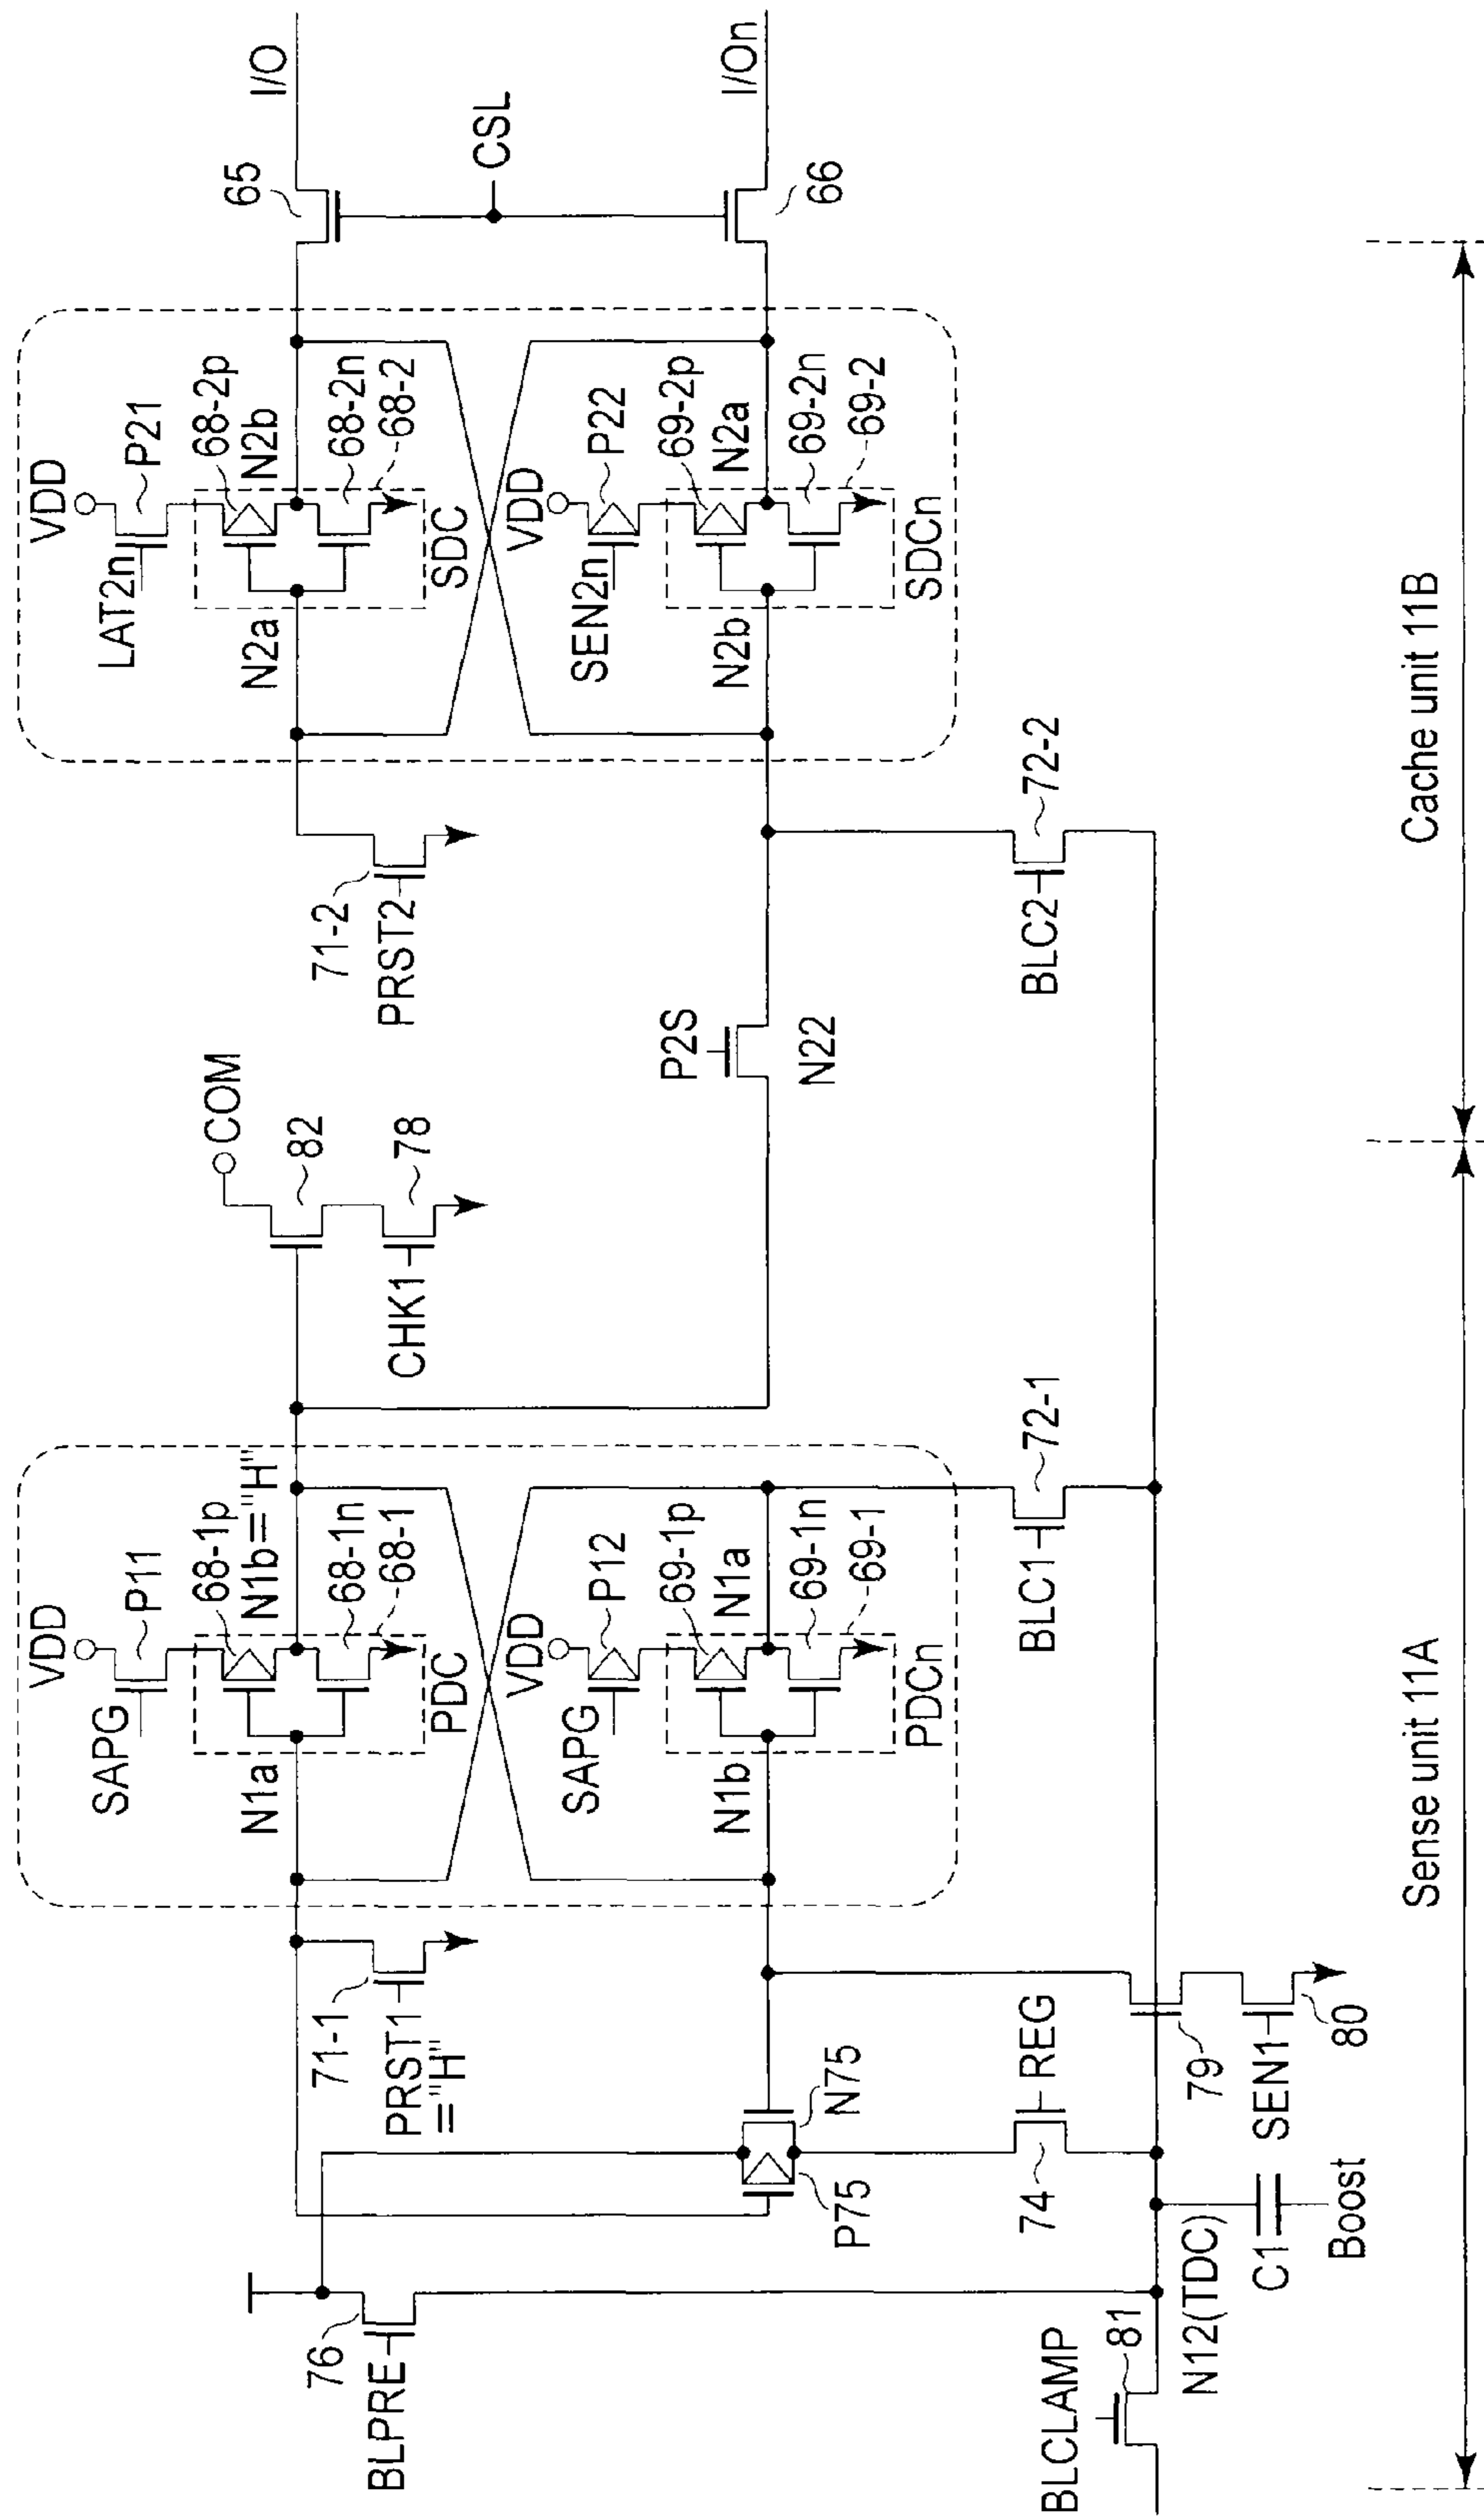 VDD
SAPG
P11
68-1p
N1a
N1b="H"
68-1n
68-1
PDC
VDD
SAPG
P12
69-1p
N1b
N1a
69-1n
69-1
PDCn
71-1
PRST1
="H"
76
BLPRE
P75
N75
74
REG
BLCLAMP
81
N12(TDC)
C1
Boost
79
SEN1
80
BLC1
72-1
COM
82
CHK1
78
P2S
N22
71-2
PRST2
BLC2
72-2
VDD
LAT2n
P21
68-2p
N2a
N2b
68-2n
68-2
SDC
VDD
SEN2n
P22
69-2p
N2b
N2a
69-2n
69-2
SDCn
65
I/O
CSL
66
I/On
Sense unit 11A
Cache unit 11B